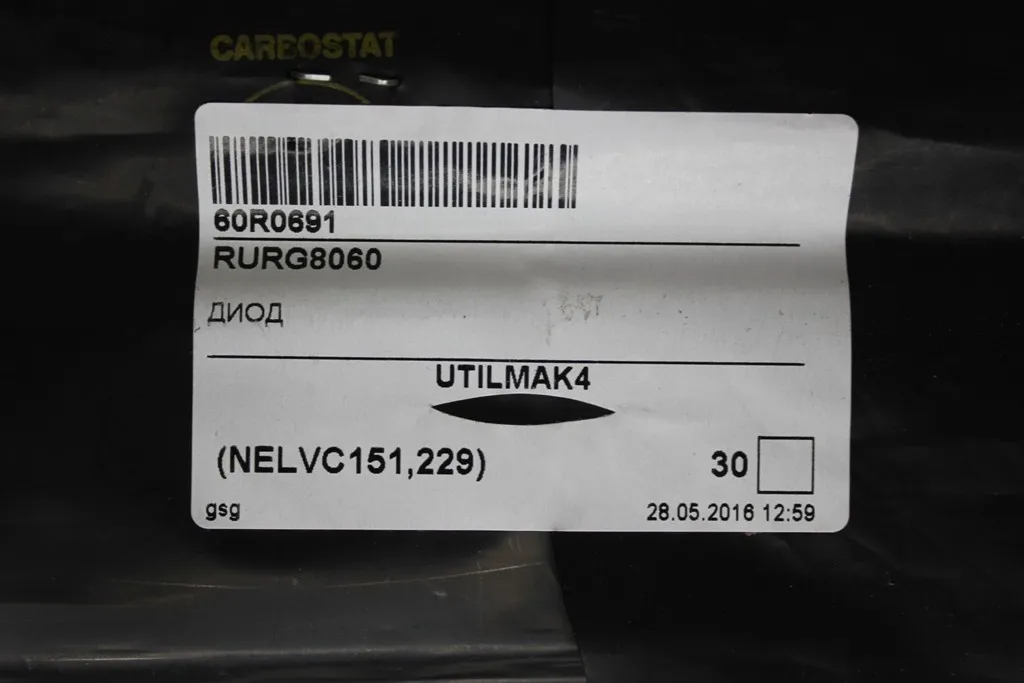 CARBOSTAT
60R0691
RURG8060
ДИОД
UTILMAK4
(NELVC151,229)
30
gsg
28.05.2016 12:59